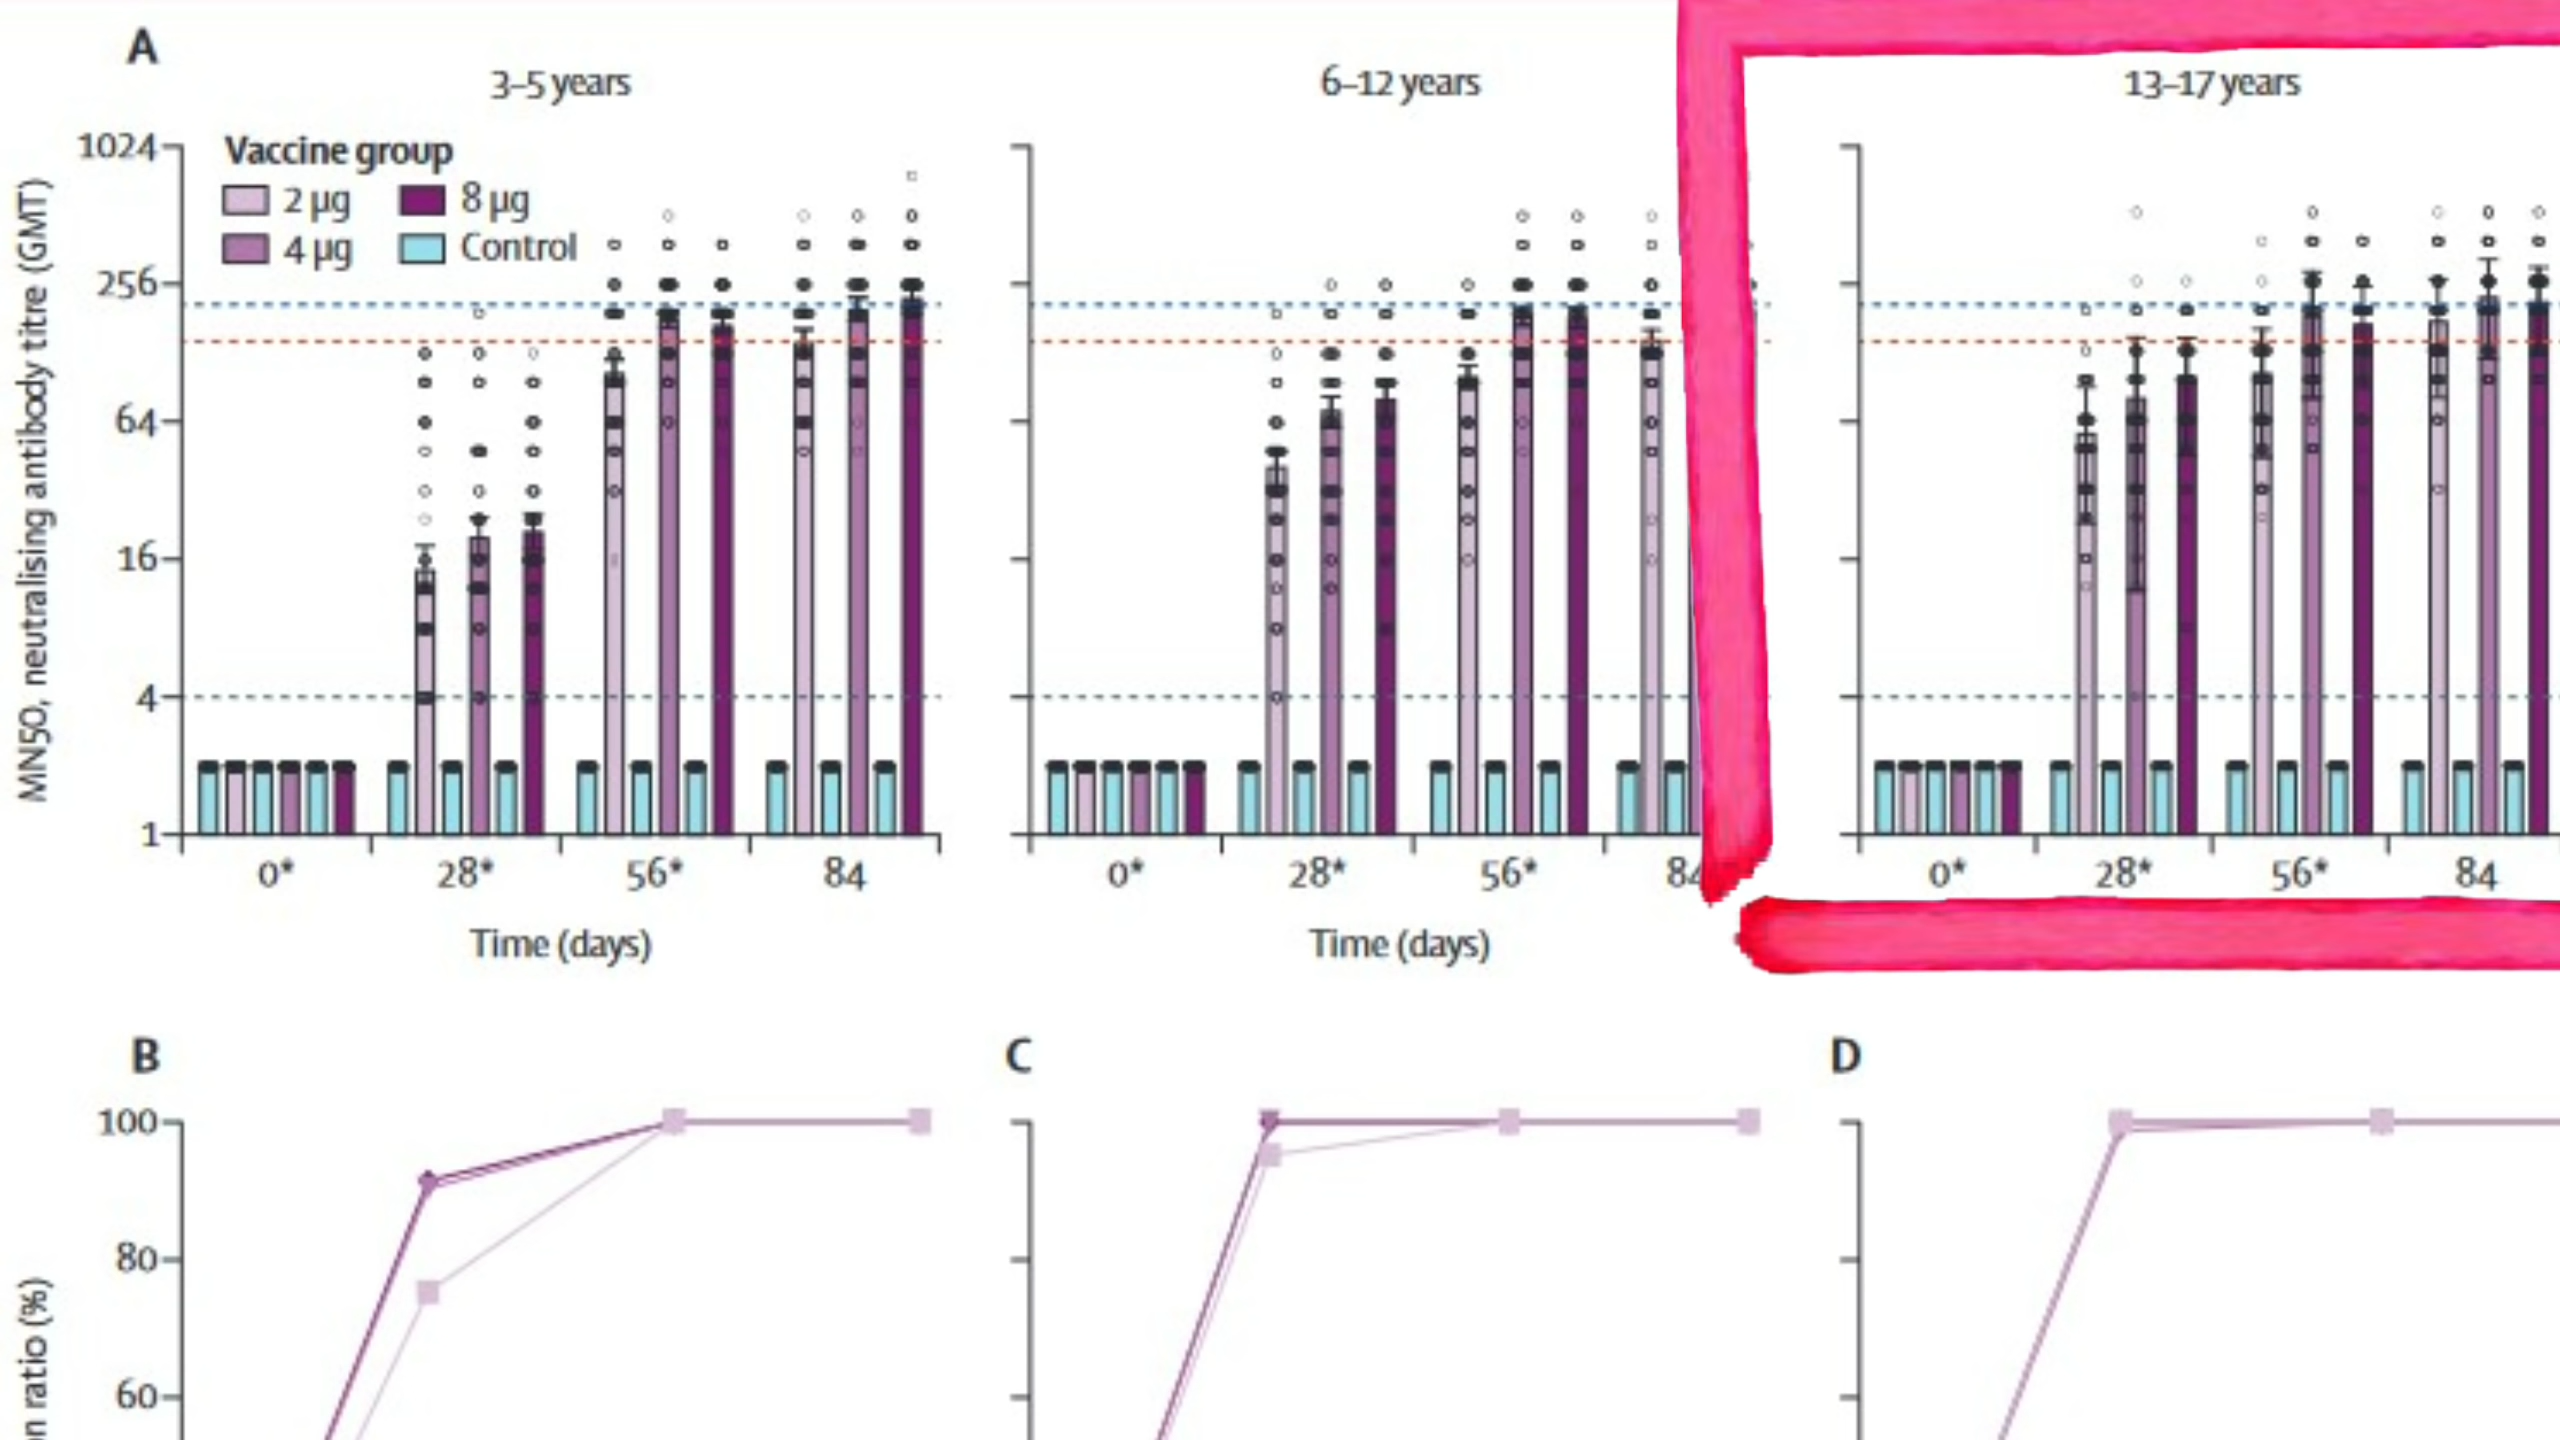 A
3–5 years
6–12 years
13–17 years
Vaccine group
2 µg
8 µg
4 µg
Control
MN50, neutralising antibody titre (GMT)
1024
256
64
16
4
1
0* 28* 56* 84
0* 28* 56* 84
0* 28* 56* 84
Time (days)
Time (days)
B
C
D
100
80
60
ratio (%)